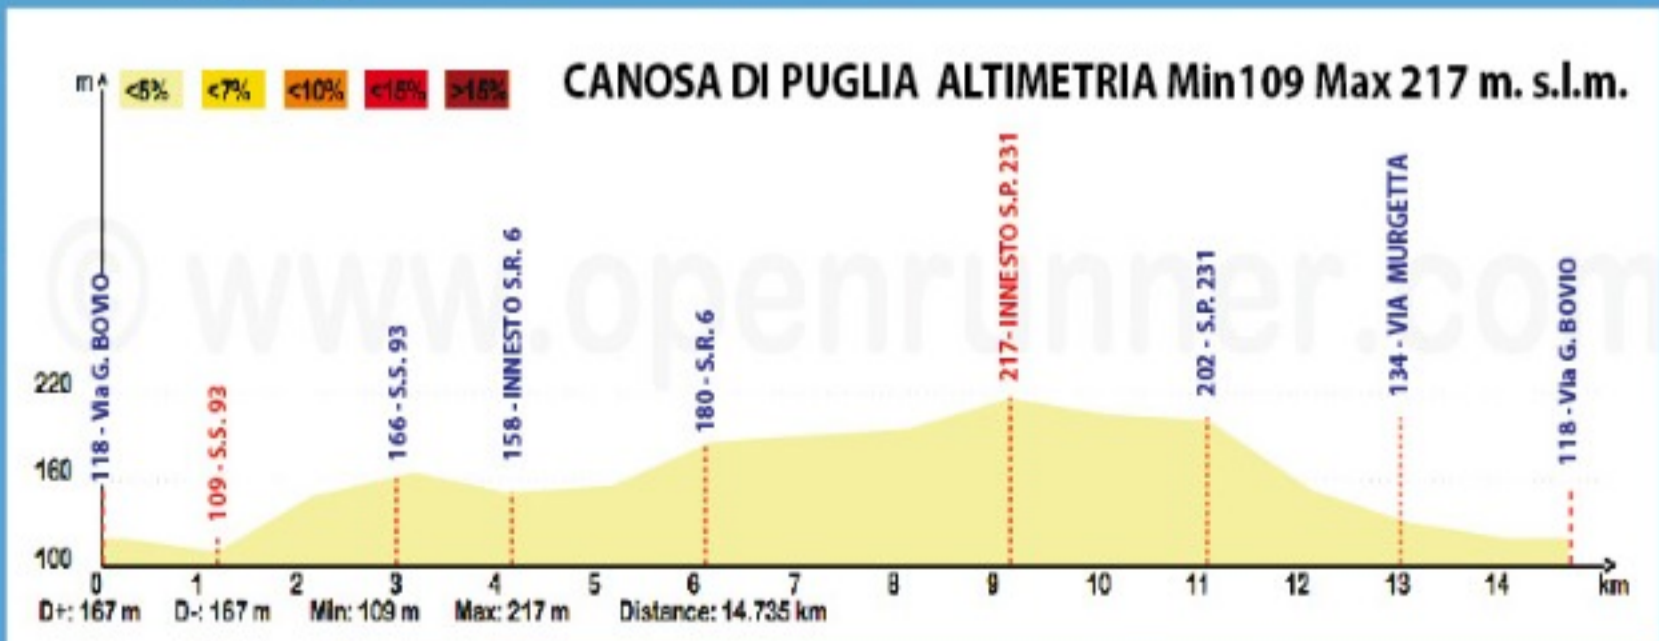 CANOSA DI PUGLIA ALTIMETRIA Min109 Max 217 m. s.l.m.
m <5% <7% <10% <15% >15%
© www.openrunner.com
118 - Via G. BOVIO
109 - S.S. 93
166 - S.S. 93
158 - INNESTO S.R. 6
180 - S.R. 6
217- INNESTO S.P. 231
202 - S.P. 231
134 - VIA MURGETTA
118 - Via G. BOVIO
220
160
100
0 1 2 3 4 5 6 7 8 9 10 11 12 13 14 km
D+: 167 m D-: 167 m Min: 109 m Max: 217 m Distance: 14.735 km